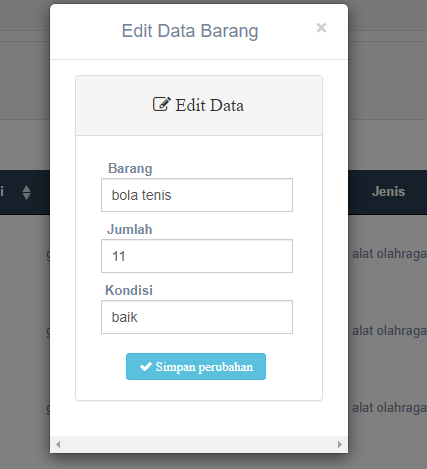 Edit Data Barang ×
Edit Data
i Jenis
Barang
bola tenis
Jumlah
alat olahraga
11
Kondisi
baik
alat olahraga
Simpan perubahan
alat olahraga